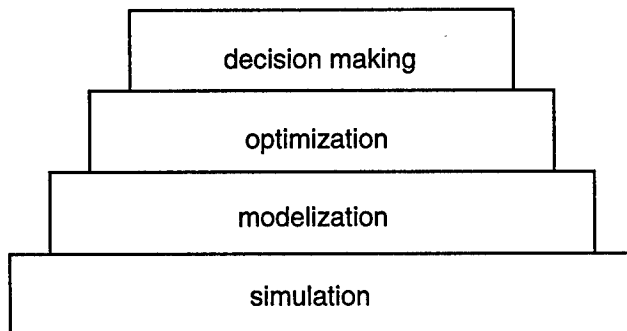 decision making
optimization
modelization
simulation